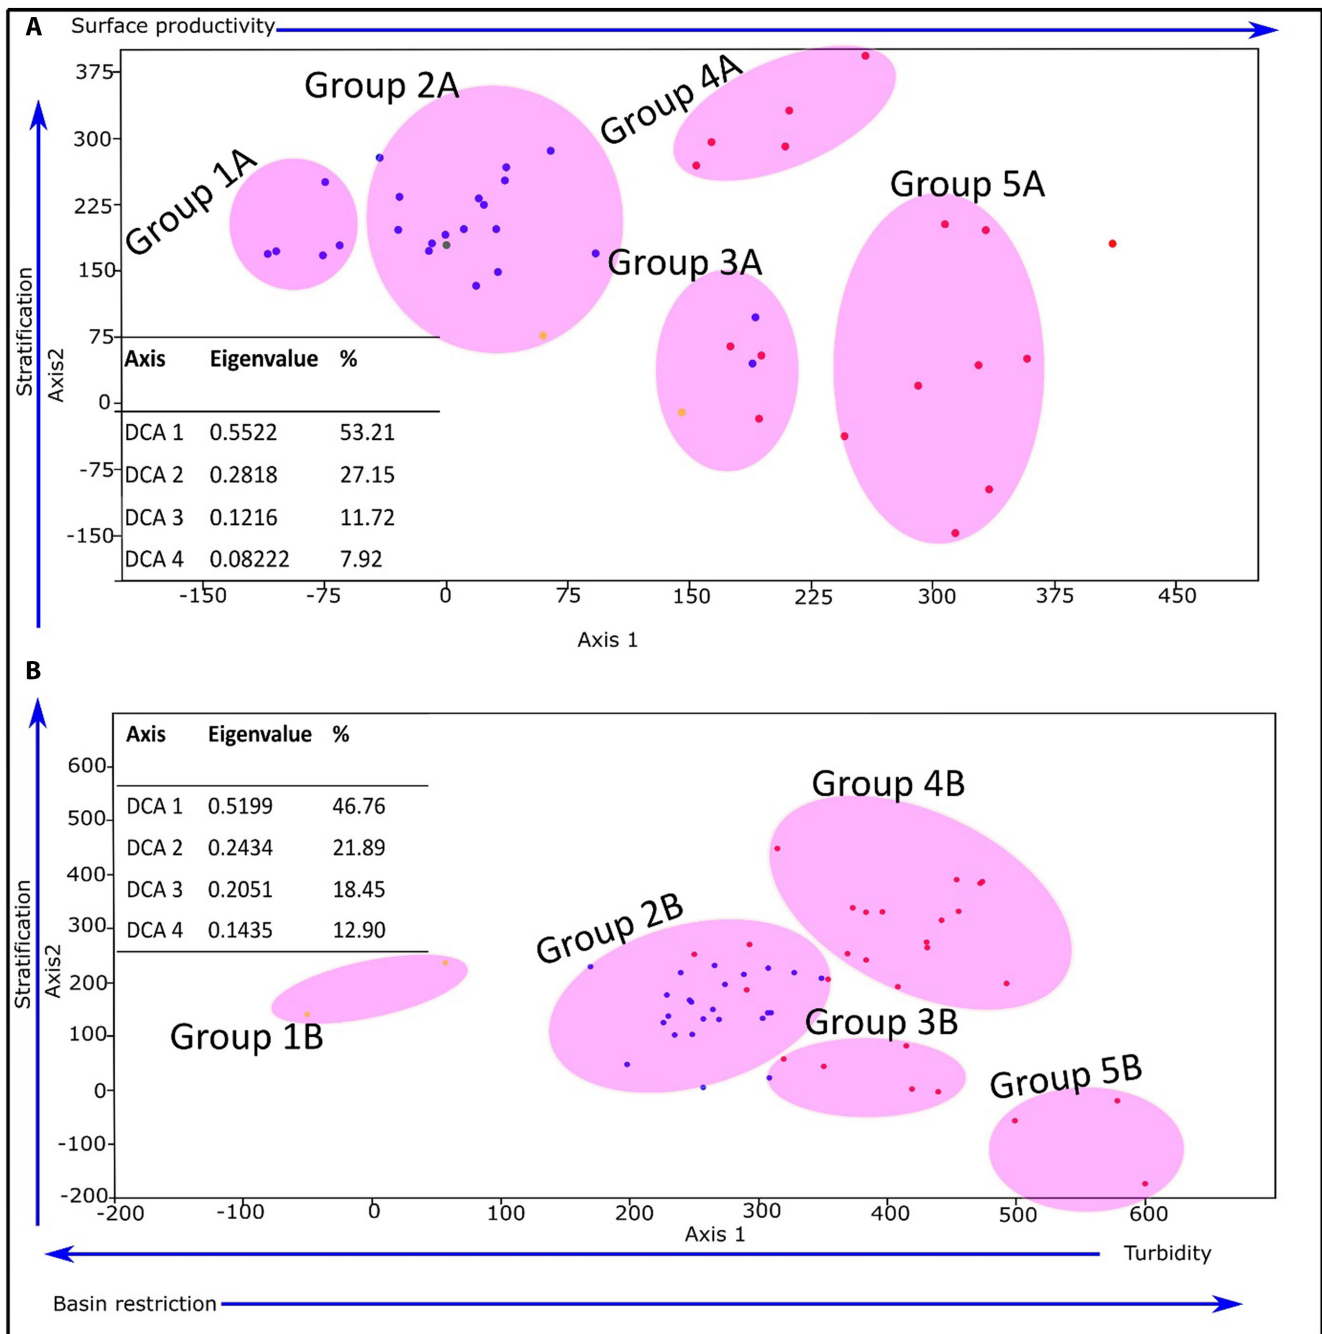 A
Surface productivity
375
300
225
150
75
0
-75
-150
Stratification
Axis2
Group 1A
Group 2A
Group 4A
Group 3A
Group 5A
Axis Eigenvalue %
DCA 1 0.5522 53.21
DCA 2 0.2818 27.15
DCA 3 0.1216 11.72
DCA 4 0.08222 7.92
-150 -75 0 75 150 225 300 375 450
Axis 1
B
600
500
400
300
200
100
0
-100
-200
Stratification
Axis2
Axis Eigenvalue %
DCA 1 0.5199 46.76
DCA 2 0.2434 21.89
DCA 3 0.2051 18.45
DCA 4 0.1435 12.90
Group 4B
Group 2B
Group 1B
Group 3B
Group 5B
-200 -100 0 100 200 300 400 500 600
Axis 1
Turbidity
Basin restriction